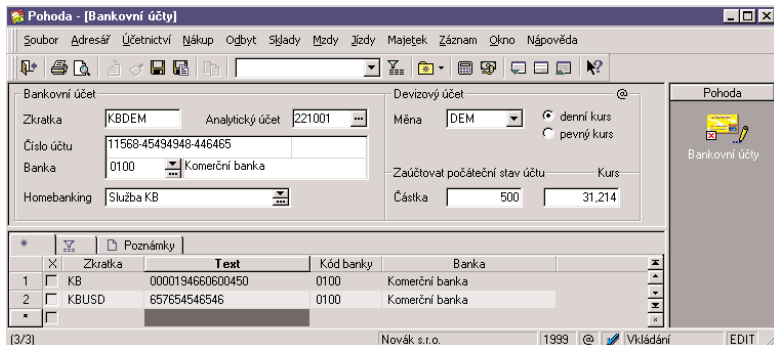 Pohoda - [Bankovní účty]
Soubor Adresář Účetnictví Nákup Odbyt Sklady Mzdy Jízdy Majetek Záznam Okno Nápověda
Bankovní účet
Zkratka KBDEM Analytický účet 221001
Číslo účtu 11568-45494948-446465
Banka 0100 Komerční banka
Homebanking Služba KB
Devizový účet @
Měna DEM denní kurs
pevný kurs
Zaúčtovat počáteční stav účtu Kurs
Částka 500 31,214
Pohoda
Bankovní účty
* Poznámky
X Zkratka Text Kód banky Banka
1 KB 0000194660600450 0100 Komerční banka
2 KBUSD 657654546546 0100 Komerční banka
*
(3/3) Novák s.r.o. 1999 @ Vkládání EDIT